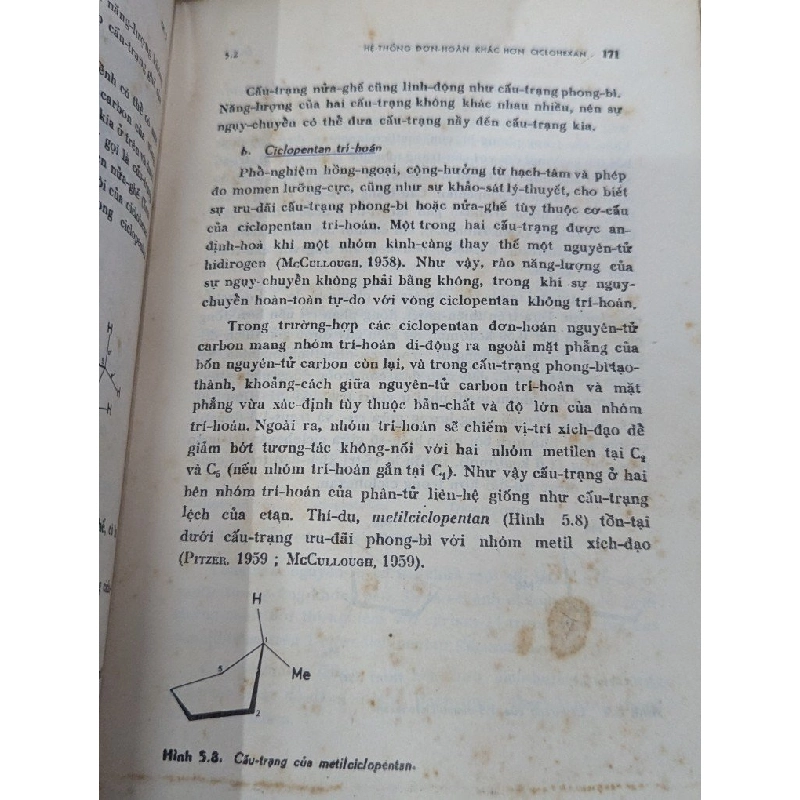 5.2 HỆ-THỐNG ĐƠN-HOÀN KHÁC HƠN CICLOHEXAN 171
Cấu-trạng nửa-ghế cũng linh-động như cấu-trạng phong-bì.
Năng-lượng của hai cấu-trạng không khác nhau nhiều, nên sự
nguỵ-chuyển có thể đưa cấu-trạng nầy đến cấu-trạng kia.
b. Ciclopentan trí-hoán
Phổ-nghiệm hồng-ngoại, cộng-hưởng từ hạch-tâm và phép
đo momen lưỡng-cực, cũng như sự khảo-sát lý-thuyết, cho biết
sự ưu-đãi cấu-trạng phong-bì hoặc nửa-ghế tùy thuộc cơ-cấu
của ciclopentan trí-hoán. Một trong hai cấu-trạng được an-
định-hoá khi một nhóm kình-càng thay thế một nguyên-tử
hidrogen (McCULLOUGH, 1958). Như vậy, rào năng-lượng của
sự nguỵ-chuyển không phải bằng không, trong khi sự nguỵ-
chuyển hoàn-toàn tự-do với vòng ciclopentan không trí-hoán.
Trong trường-hợp các ciclopentan đơn-hoán nguyên-tử
carbon mang nhóm trí-hoán di-động ra ngoài mặt phẳng của
bốn nguyên-tử carbon còn lại, và trong cấu-trạng phong-bì tạo-
thành, khoảng-cách giữa nguyên-tử carbon trí-hoán và mặt
phẳng vừa xác-định tùy thuộc bản-chất và độ lớn của nhóm
trí-hoán. Ngoài ra, nhóm trí-hoán sẽ chiếm vị-trí xích-đạo để
giảm bớt tương-tác không-nối với hai nhóm metilen tại C₂
và C₅ (nếu nhóm trí-hoán gắn tại C₁). Như vậy cấu-trạng ở hai
bên nhóm trí-hoán của phân-tử liên-hệ giống như cấu-trạng
lệch của etan. Thí-dụ, metilciclopentan (Hình 5.8) tồn-tại
dưới cấu-trạng ưu-đãi phong-bì với nhóm metil xích-đạo
(PITZER, 1959 ; McCULLOUGH, 1959).
H
1
5
Me
2
Hình 5.8. Cấu-trạng của metilciclopentan.